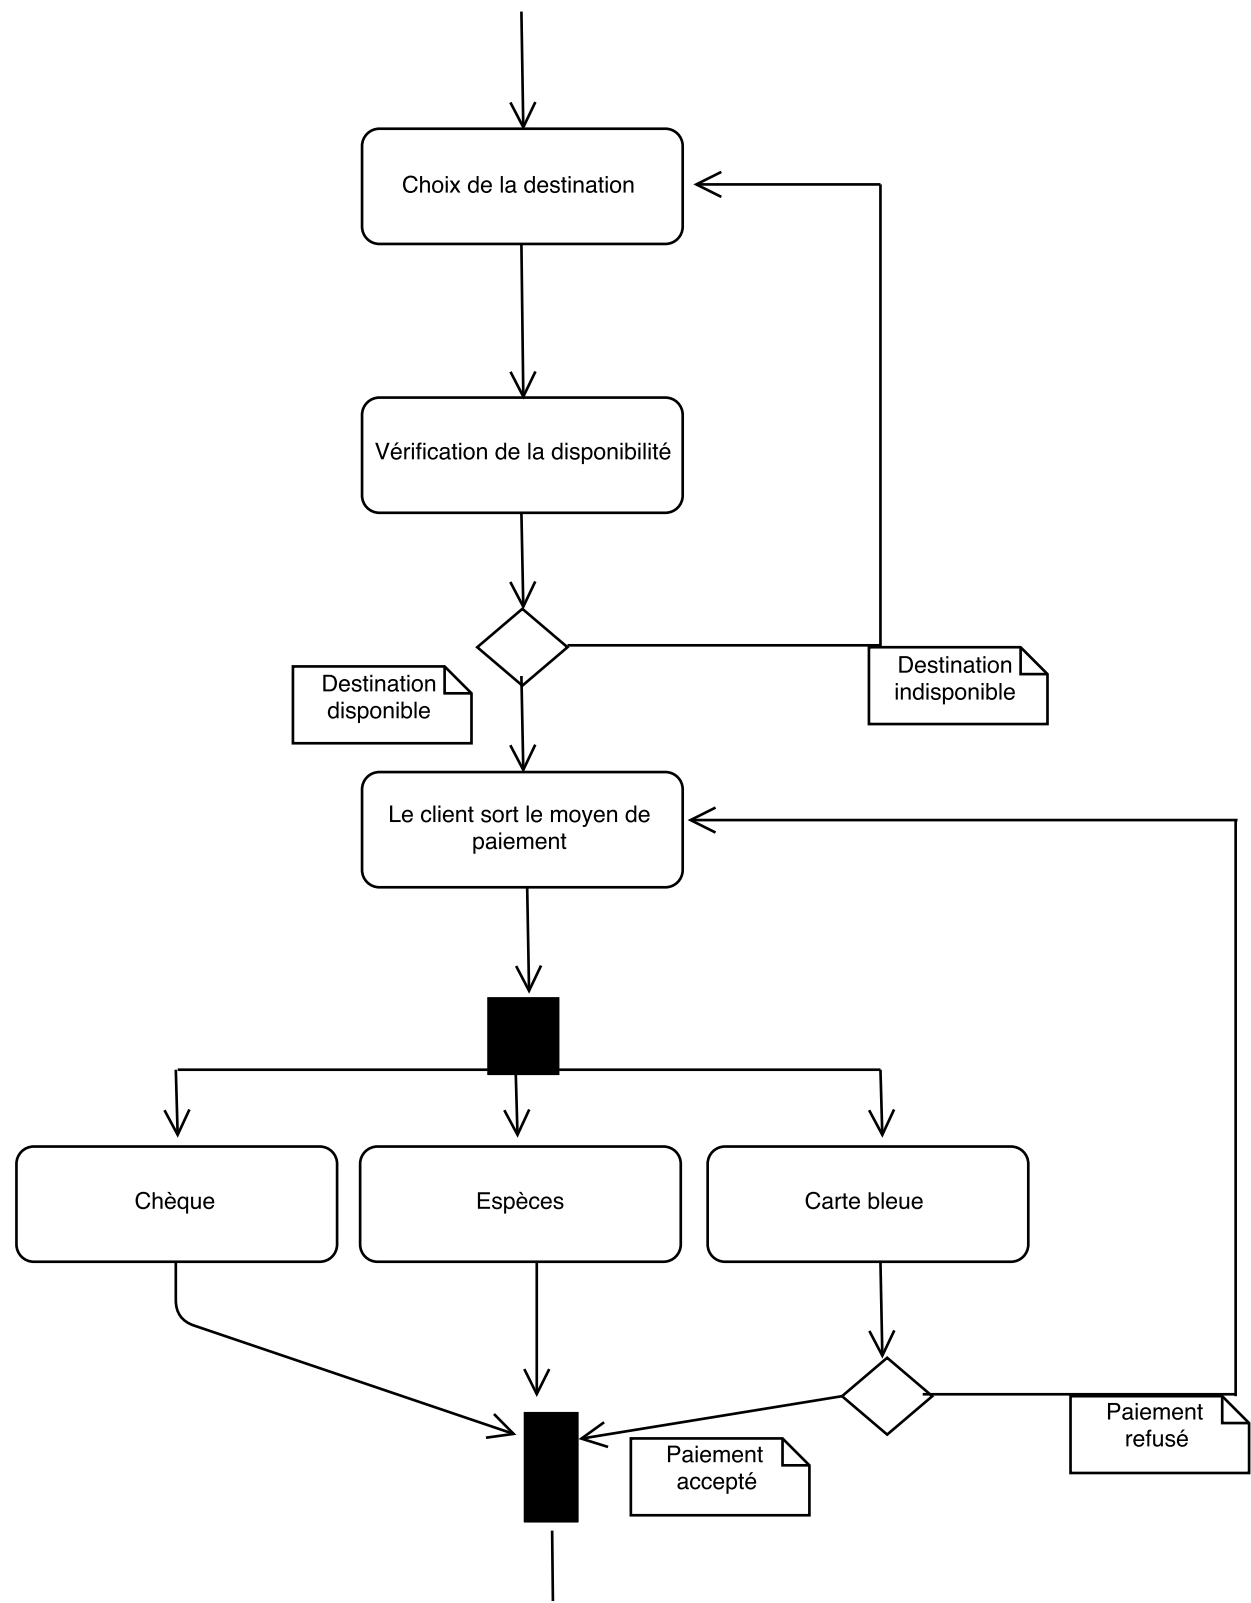 Choix de la destination
Vérification de la disponibilité
Destination
disponible
Destination
indisponible
Le client sort le moyen de
paiement
Chèque
Espèces
Carte bleue
Paiement
accepté
Paiement
refusé